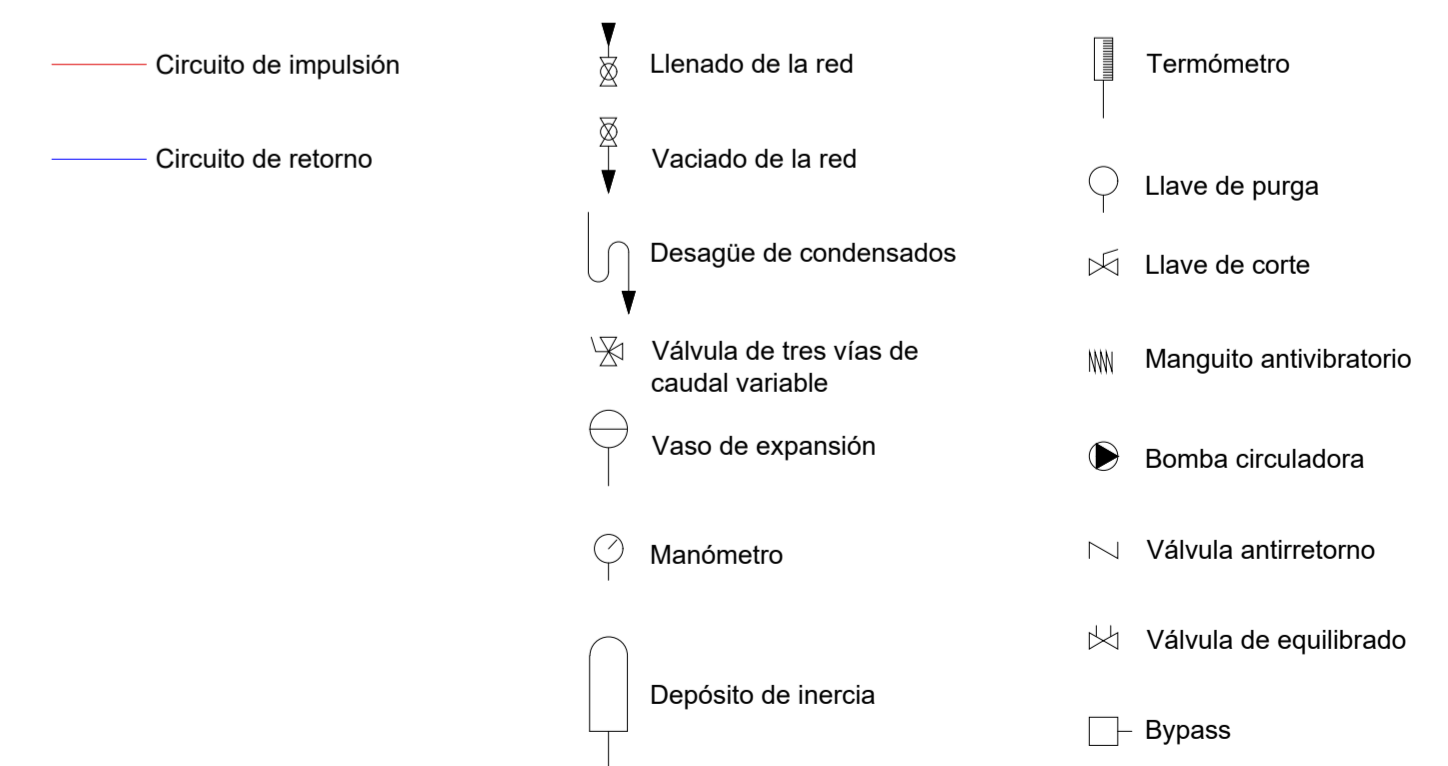 Circuito de impulsión
Circuito de retorno
Llenado de la red
Vaciado de la red
Desagüe de condensados
Válvula de tres vías de
caudal variable
Vaso de expansión
Manómetro
Depósito de inercia
Termómetro
Llave de purga
Llave de corte
Manguito antivibratorio
Bomba circuladora
Válvula antirretorno
Válvula de equilibrado
Bypass